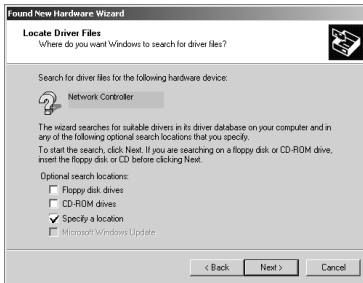 Found New Hardware Wizard
Locate Driver Files
Where do you want Windows to search for driver files?
Search for driver files for the following hardware device:
Network Controller
The wizard searches for suitable drivers in its driver database on your computer and in
any of the following optional search locations that you specify.
To start the search, click Next. If you are searching on a floppy disk or CD-ROM drive,
insert the floppy disk or CD before clicking Next.
Optional search locations:
Floppy disk drives
CD-ROM drives
Specify a location
Microsoft Windows Update
< Back
Next >
Cancel